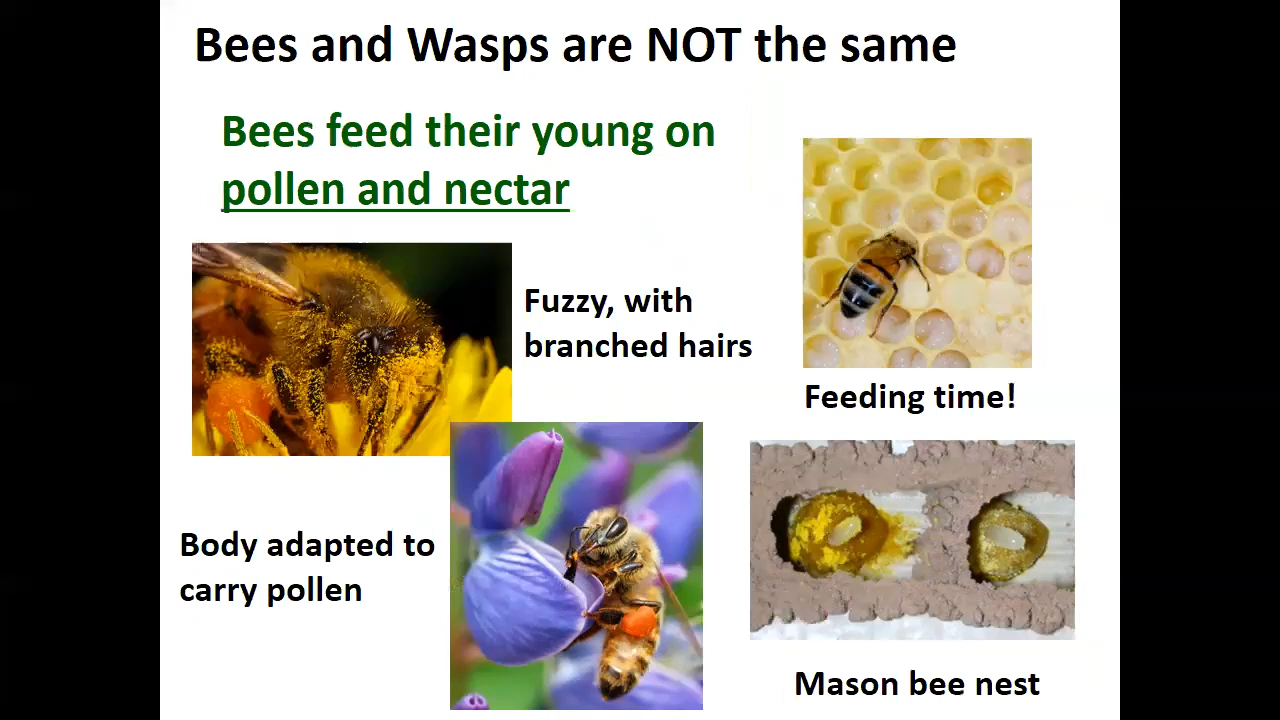 Bees and Wasps are NOT the same
Bees feed their young on
pollen and nectar
Fuzzy, with
branched hairs
Feeding time!
Body adapted to
carry pollen
Mason bee nest